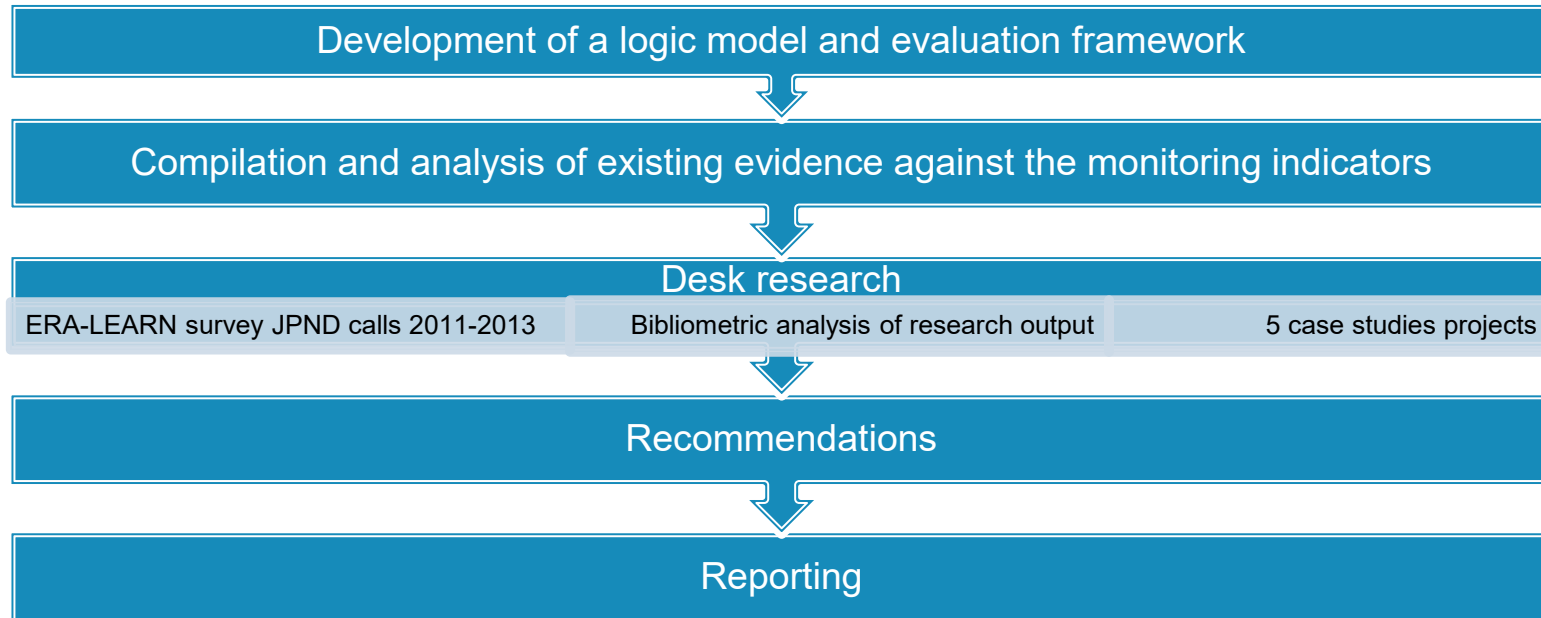 Development of a logic model and evaluation framework
Compilation and analysis of existing evidence against the monitoring indicators
Desk research
ERA-LEARN survey JPND calls 2011-2013
Bibliometric analysis of research output
5 case studies projects
Recommendations
Reporting